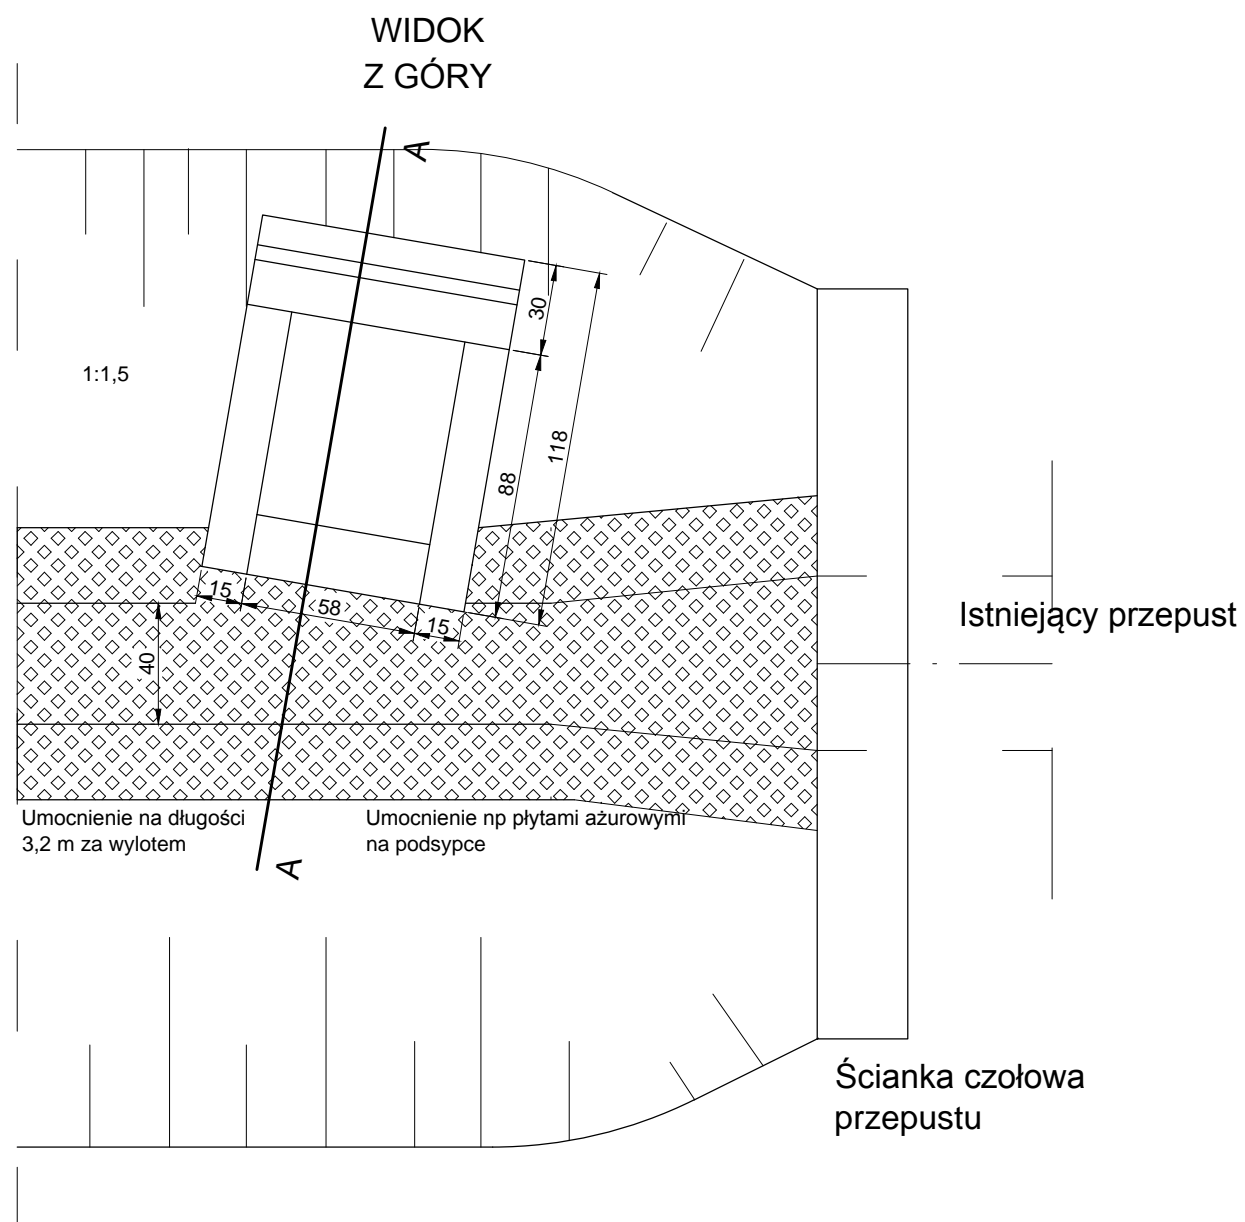 WIDOK
Z GÓRY
A
30
1:1,5
118
88
15
58
15
40
Istniejący przepust
Umocnienie na długości
3,2 m za wylotem
Umocnienie np płytami ażurowymi
na podsypce
A
Ścianka czołowa
przepustu